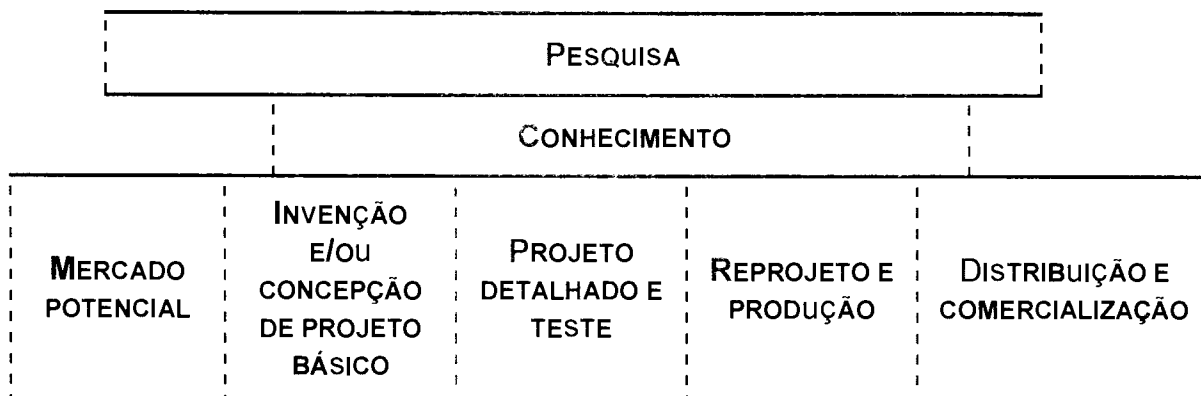 PESQUISA
CONHECIMENTO
MERCADO
POTENCIAL
INVENÇÃO
E/OU
CONCEPÇÃO
DE PROJETO
BÁSICO
PROJETO
DETALHADO E
TESTE
REPROJETO E
PRODUÇÃO
DISTRIBUIÇÃO E
COMERCIALIZAÇÃO